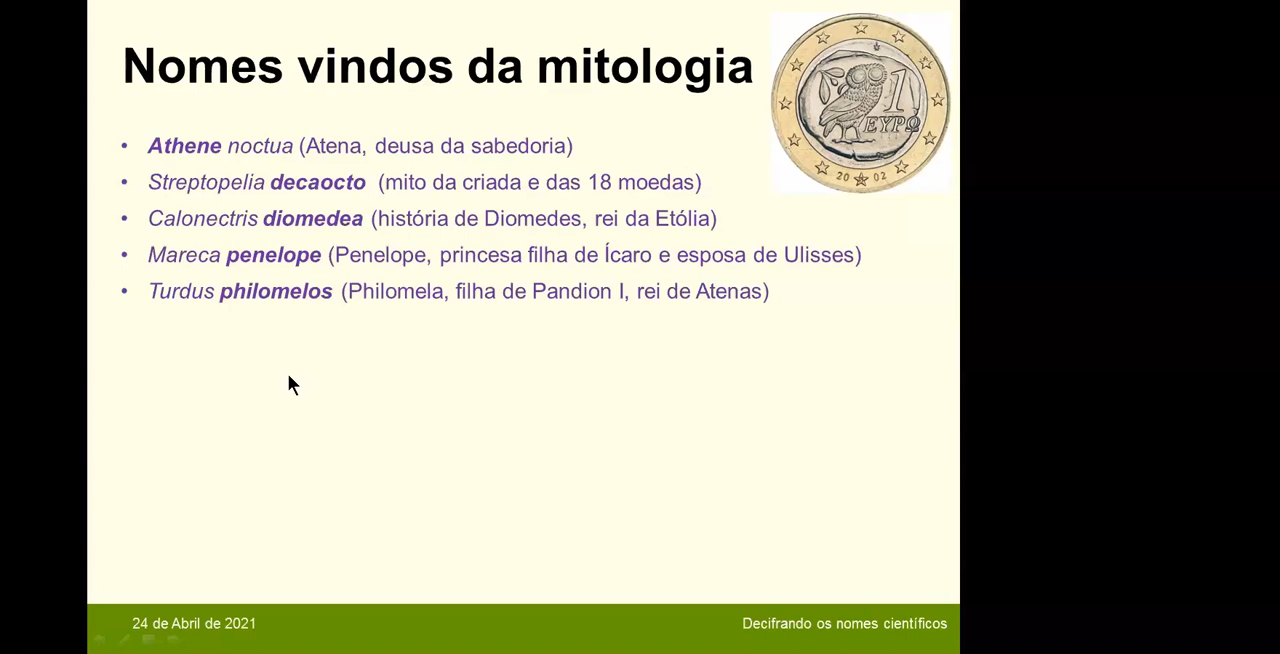 Nomes vindos da mitologia
1
EYPΩ
20 02
• Athene noctua (Atena, deusa da sabedoria)
• Streptopelia decaocto (mito da criada e das 18 moedas)
• Calonectris diomedea (história de Diomedes, rei da Etólia)
• Mareca penelope (Penelope, princesa filha de Ícaro e esposa de Ulisses)
• Turdus philomelos (Philomela, filha de Pandion I, rei de Atenas)
24 de Abril de 2021
Decifrando os nomes científicos